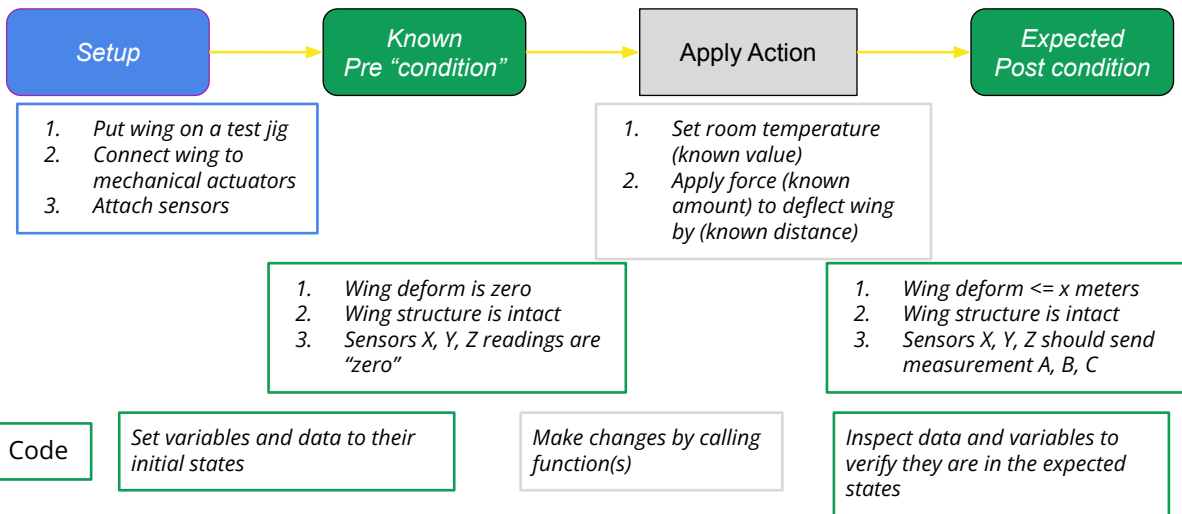 Setup
Known
Pre “condition”
Apply Action
Expected
Post condition
1. Put wing on a test jig
2. Connect wing to
mechanical actuators
3. Attach sensors
1. Set room temperature
(known value)
2. Apply force (known
amount) to deflect wing
by (known distance)
1. Wing deform is zero
2. Wing structure is intact
3. Sensors X, Y, Z readings are
“zero”
1. Wing deform <= x meters
2. Wing structure is intact
3. Sensors X, Y, Z should send
measurement A, B, C
Code
Set variables and data to their
initial states
Make changes by calling
function(s)
Inspect data and variables to
verify they are in the expected
states